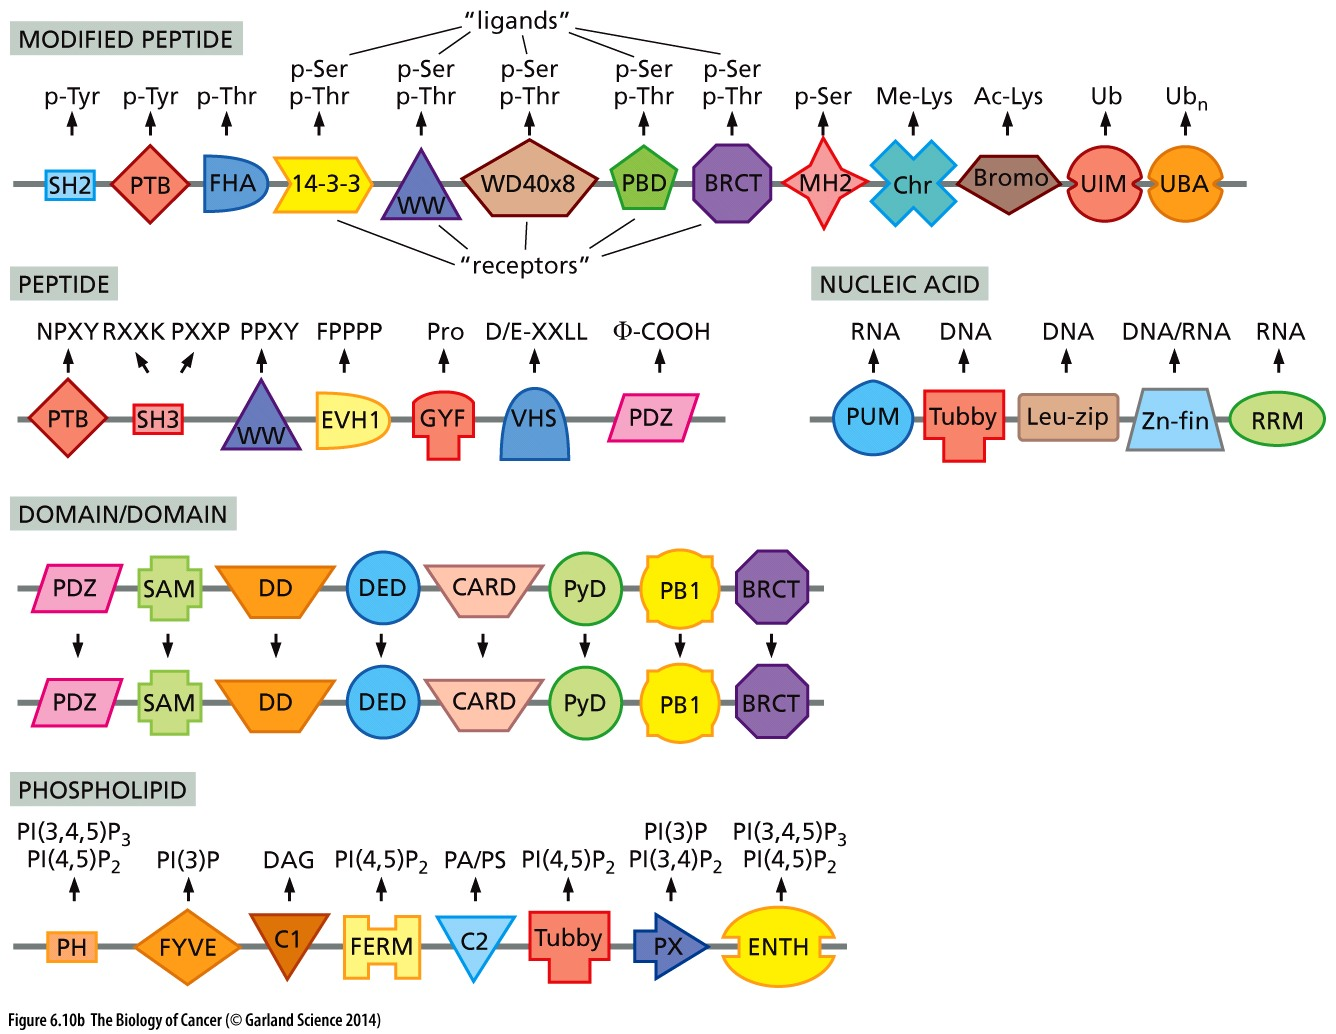 "ligands"
MODIFIED PEPTIDE
p-Ser p-Ser p-Ser p-Ser p-Ser
p-Tyr p-Tyr p-Thr p-Thr p-Thr p-Thr p-Thr p-Thr p-Ser Me-Lys Ac-Lys Ub Ubn
SH2 PTB FHA 14-3-3 WW WD40x8 PBD BRCT MH2 Chr Bromo UIM UBA
"receptors"
PEPTIDE
NPXY RXXK PXXP PPXY FPPPP Pro D/E-XXLL Φ-COOH
PTB SH3 WW EVH1 GYF VHS PDZ
NUCLEIC ACID
RNA DNA DNA DNA/RNA RNA
PUM Tubby Leu-zip Zn-fin RRM
DOMAIN/DOMAIN
PDZ SAM DD DED CARD PyD PB1 BRCT
PDZ SAM DD DED CARD PyD PB1 BRCT
PHOSPHOLIPID
PI(3,4,5)P3 PI(3)P PI(3,4,5)P3
PI(4,5)P2 PI(3)P DAG PI(4,5)P2 PA/PS PI(4,5)P2 PI(3,4)P2 PI(4,5)P2
PH FYVE C1 FERM C2 Tubby PX ENTH
Figure 6.10b The Biology of Cancer (© Garland Science 2014)